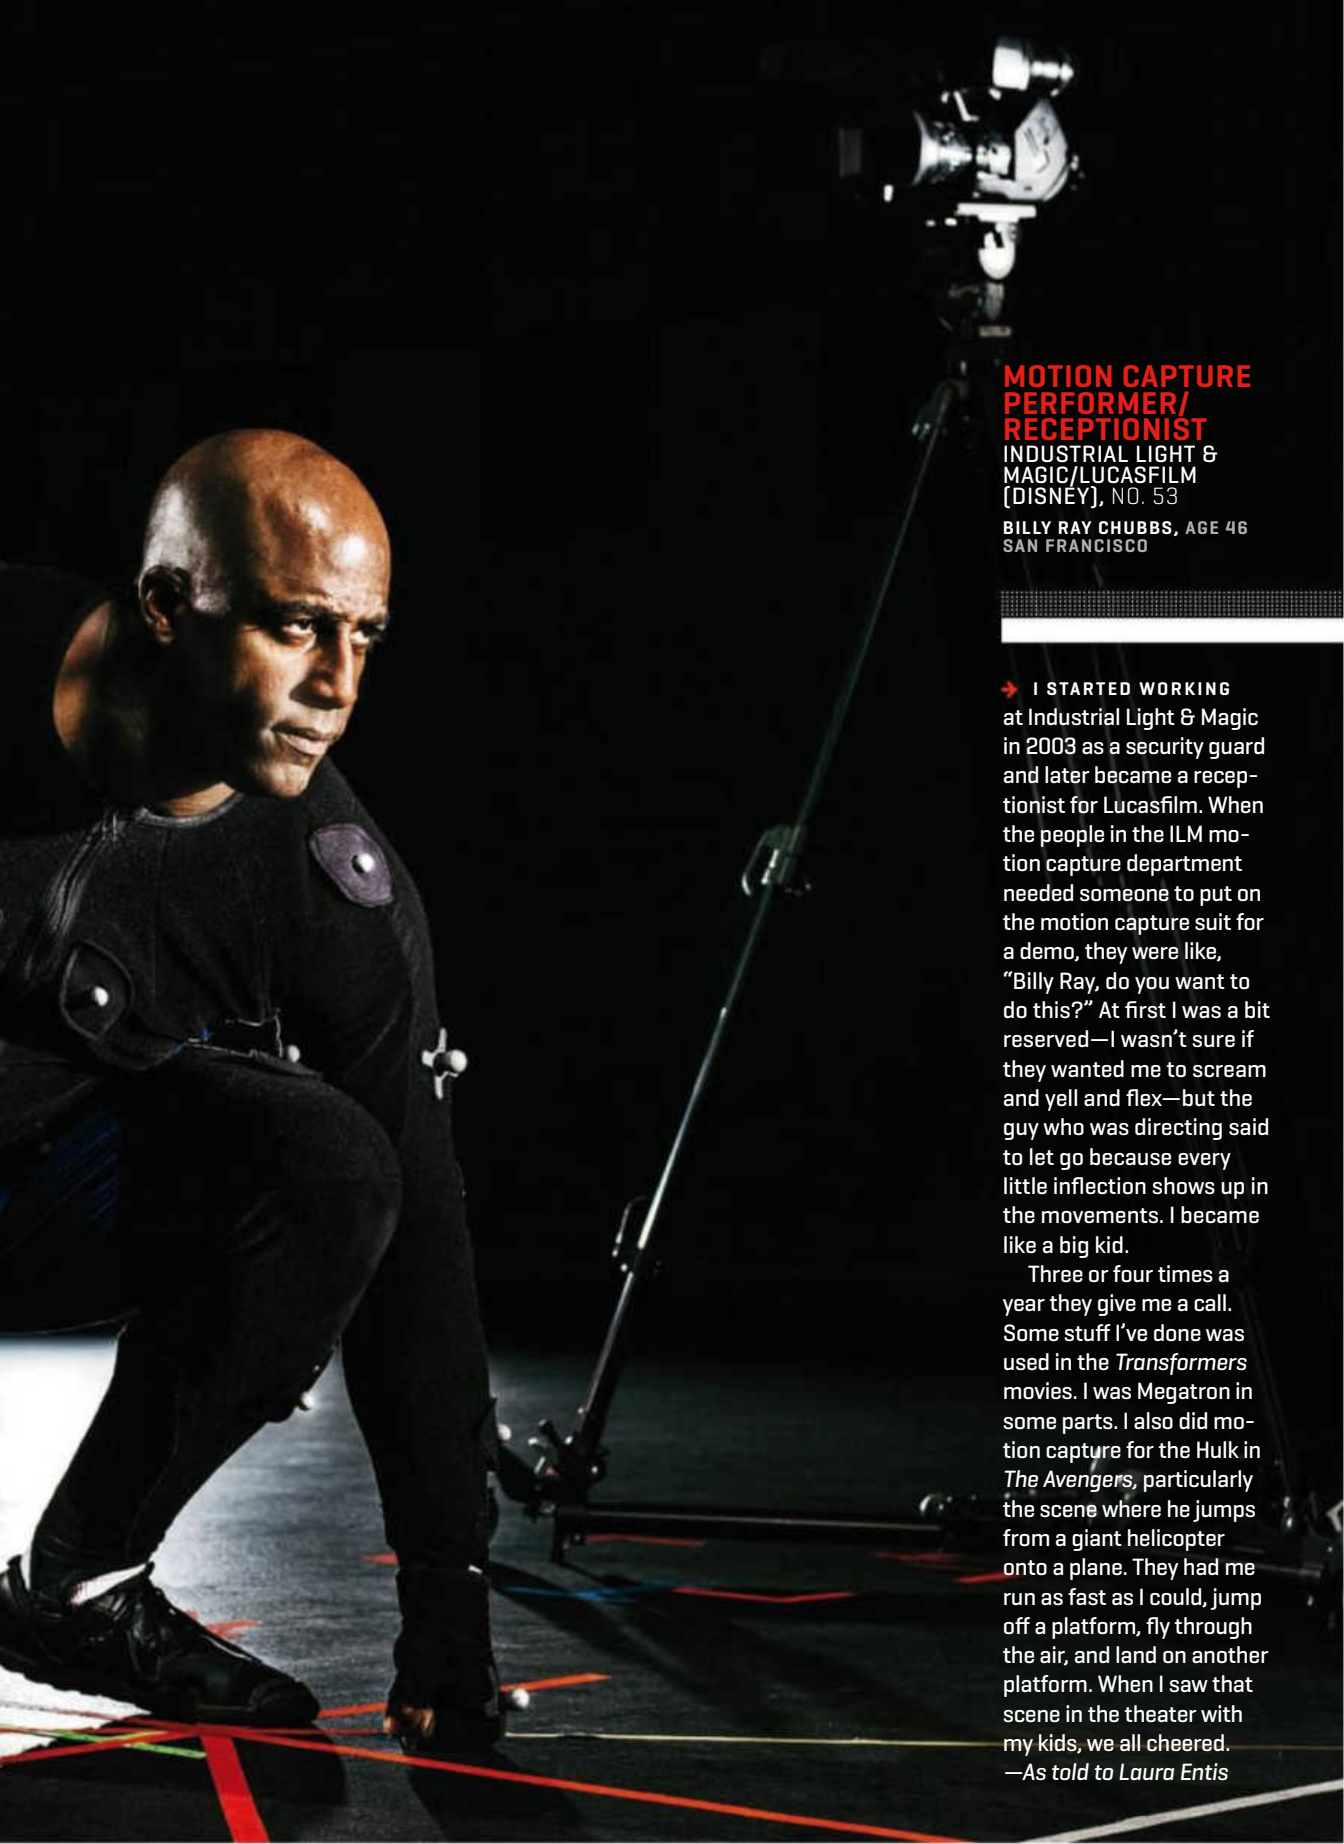 MOTION CAPTURE
PERFORMER/
RECEPTIONIST
INDUSTRIAL LIGHT &
MAGIC/LUCASFILM
(DISNEY), NO. 53
BILLY RAY CHUBBS, AGE 46
SAN FRANCISCO
I STARTED WORKING
at Industrial Light & Magic
in 2003 as a security guard
and later became a recep-
tionist for Lucasfilm. When
the people in the ILM mo-
tion capture department
needed someone to put on
the motion capture suit for
a demo, they were like,
“Billy Ray, do you want to
do this?” At first I was a bit
reserved—I wasn’t sure if
they wanted me to scream
and yell and flex—but the
guy who was directing said
to let go because every
little inflection shows up in
the movements. I became
like a big kid.
Three or four times a
year they give me a call.
Some stuff I’ve done was
used in the Transformers
movies. I was Megatron in
some parts. I also did mo-
tion capture for the Hulk in
The Avengers, particularly
the scene where he jumps
from a giant helicopter
onto a plane. They had me
run as fast as I could, jump
off a platform, fly through
the air, and land on another
platform. When I saw that
scene in the theater with
my kids, we all cheered.
—As told to Laura Entis